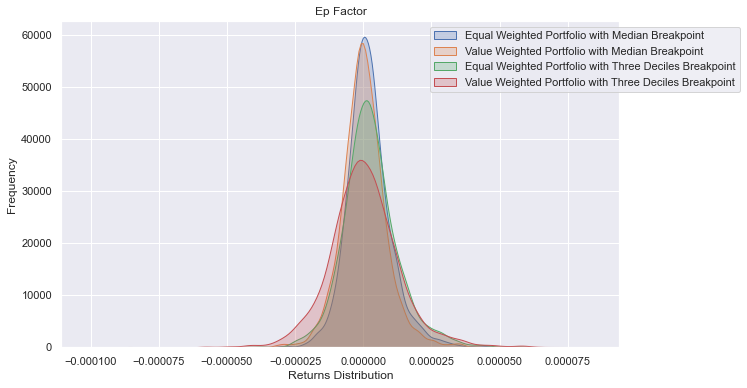 Ep Factor
Equal Weighted Portfolio with Median Breakpoint
Value Weighted Portfolio with Median Breakpoint
Equal Weighted Portfolio with Three Deciles Breakpoint
Value Weighted Portfolio with Three Deciles Breakpoint
60000
50000
40000
30000
20000
10000
0
Frequency
−0.000100 −0.000075 −0.000050 −0.000025 0.000000 0.000025 0.000050 0.000075
Returns Distribution